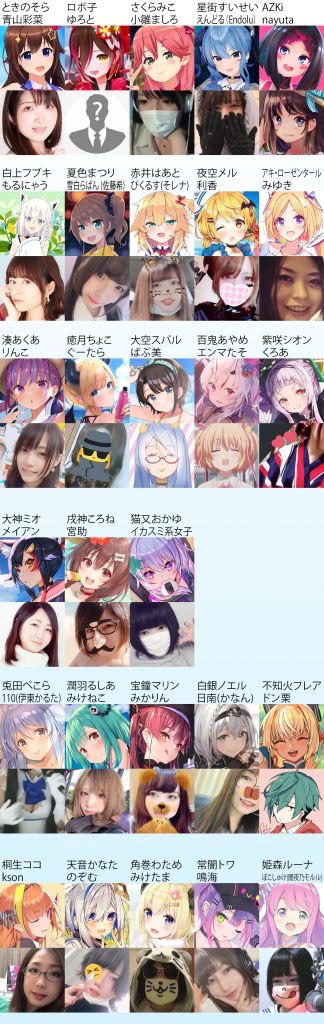 ときのそら
青山彩菜
ロボ子
ゆろと
さくらみこ
小雛ましろ
星街すいせい
えんどる(Endolu)
AZKi
nayuta
白上フブキ
もるにゃう
夏色まつり
雪白らぱん(佐藤希)
赤井はあと
びくるす(そレナ)
夜空メル
利香
アキ・ローゼンタール
みゆき
湊あくあ
りんこ
癒月ちょこ
ぐーたら
大空スバル
ばぶ美
百鬼あやめ
エンマたそ
紫咲シオン
くろあ
大神ミオ
メイアン
戌神ころね
宮助
猫又おかゆ
イカスミ系女子
兎田ぺこら
110(伊東かるた)
潤羽るしあ
みけねこ
宝鐘マリン
みかりん
白銀ノエル
日南(かなん)
不知火フレア
ドン栗
桐生ココ
kson
天音かなた
のぞむ
角巻わため
みけたま
常闇トワ
鳴海
姫森ルーナ
?